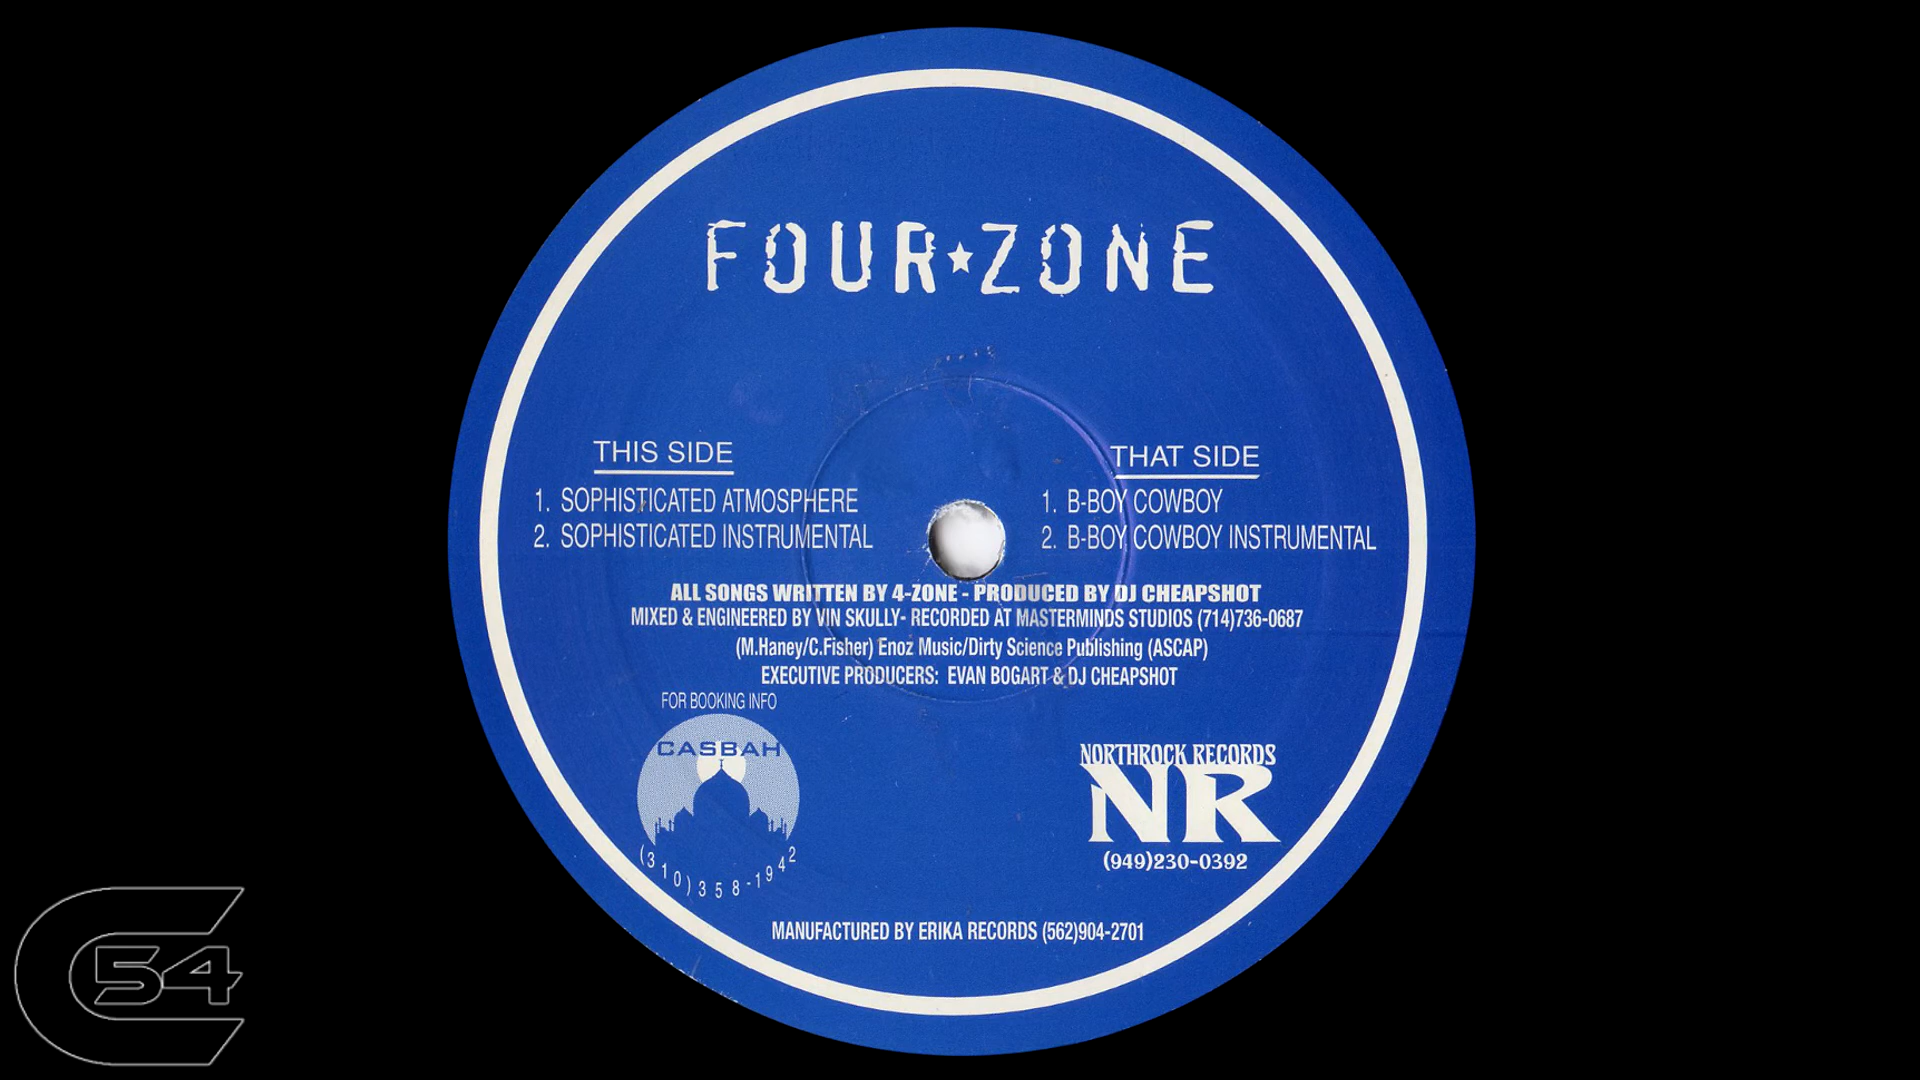 FOUR★ZONE
THIS SIDE
1. SOPHISTICATED ATMOSPHERE
2. SOPHISTICATED INSTRUMENTAL
THAT SIDE
1. B-BOY COWBOY
2. B-BOY COWBOY INSTRUMENTAL
ALL SONGS WRITTEN BY 4-ZONE - PRODUCED BY DJ CHEAPSHOT
MIXED & ENGINEERED BY VIN SKULLY- RECORDED AT MASTERMINDS STUDIOS (714)736-0687
(M.Haney/C.Fisher) Enoz Music/Dirty Science Publishing (ASCAP)
EXECUTIVE PRODUCERS: EVAN BOGART & DJ CHEAPSHOT
FOR BOOKING INFO
CASBAH
(310)358-1942
NORTHROCK RECORDS
NR
(949)230-0392
MANUFACTURED BY ERIKA RECORDS (562)904-2701
C54